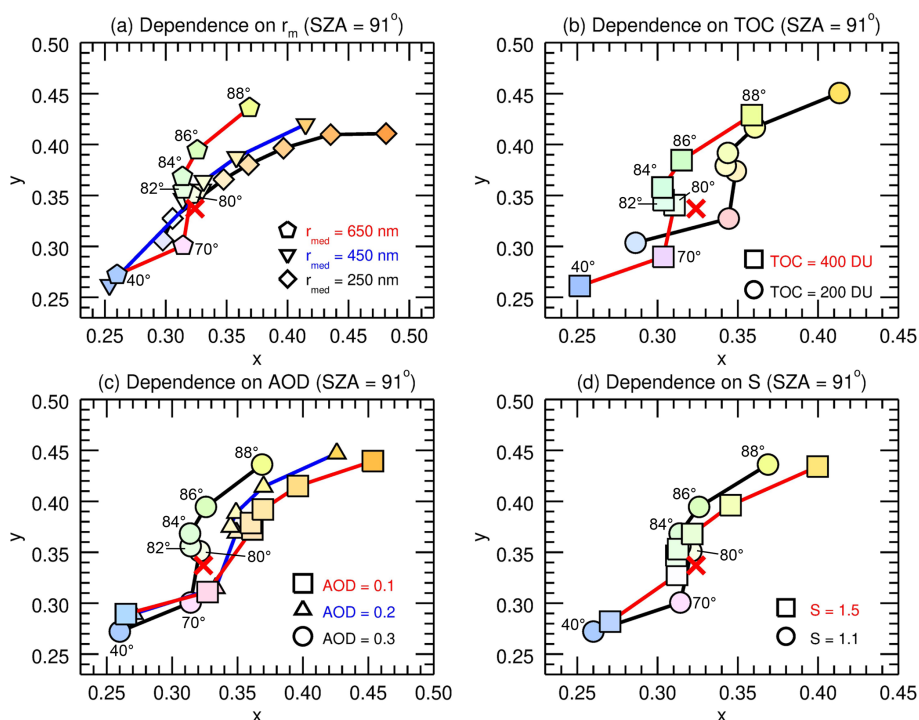 (a) Dependence on rm (SZA = 91°)
0.50
0.45
0.40
0.35
0.30
0.25
y
88°
86°
84°
82°
80°
70°
40°
rmed = 650 nm
rmed = 450 nm
rmed = 250 nm
0.25 0.30 0.35 0.40 0.45 0.50
x
(b) Dependence on TOC (SZA = 91°)
0.50
0.45
0.40
0.35
0.30
0.25
y
88°
86°
84°
80°
82°
70°
40°
TOC = 400 DU
TOC = 200 DU
0.25 0.30 0.35 0.40 0.45
x
(c) Dependence on AOD (SZA = 91°)
0.50
0.45
0.40
0.35
0.30
0.25
y
88°
86°
84°
82°
80°
70°
40°
AOD = 0.1
AOD = 0.2
AOD = 0.3
0.25 0.30 0.35 0.40 0.45 0.50
x
(d) Dependence on S (SZA = 91°)
0.50
0.45
0.40
0.35
0.30
0.25
y
88°
86°
84°
80°
70°
40°
S = 1.5
S = 1.1
0.25 0.30 0.35 0.40 0.45
x